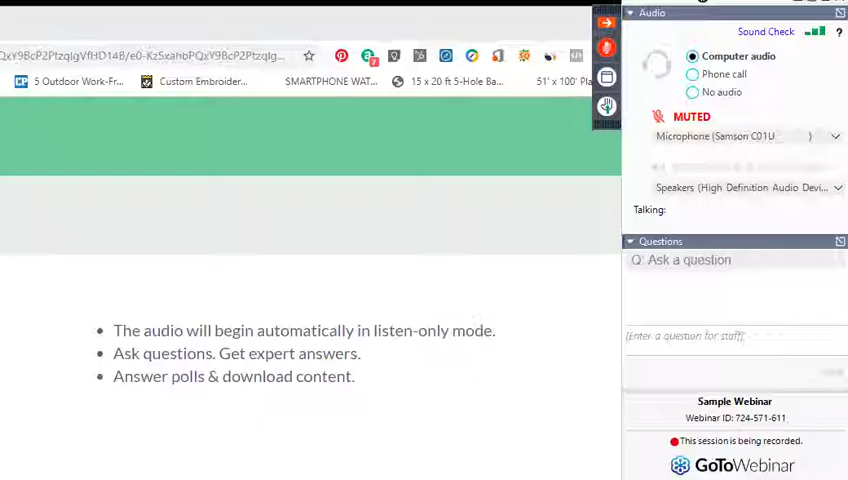 Audio
Sound Check
?
Computer audio
Phone call
No audio
MUTED
Microphone (Samson C01U )
Speakers (High Definition Audio Devi...
Talking:
Questions
Q: Ask a question
[Enter a question for staff]
Sample Webinar
Webinar ID: 724-571-611
This session is being recorded.
GoToWebinar
7
5 Outdoor Work-Fr...
Custom Embroider...
SMARTPHONE WAT...
15 x 20 ft 5-Hole Ba...
51' x 100' Pla
• The audio will begin automatically in listen-only mode.
• Ask questions. Get expert answers.
• Answer polls & download content.